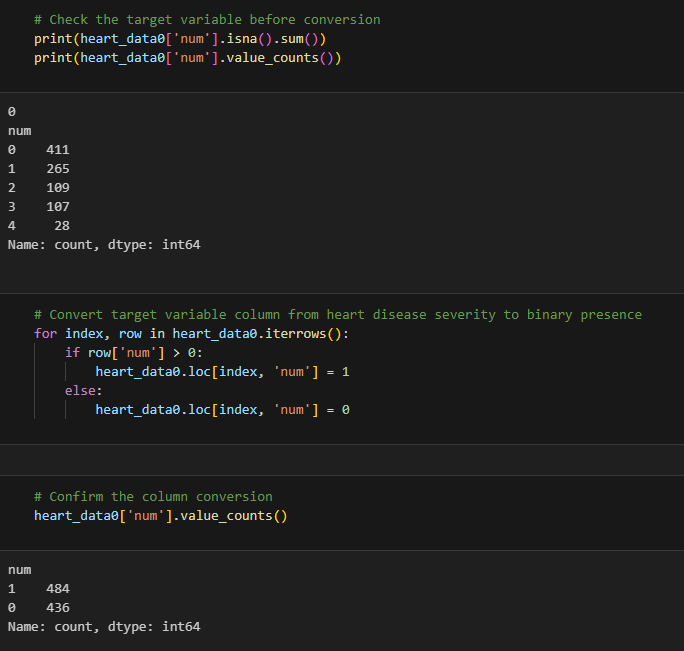 # Check the target variable before conversion
print(heart_data0['num'].isna().sum())
print(heart_data0['num'].value_counts())
0
num
0    411
1    265
2    109
3    107
4     28
Name: count, dtype: int64
# Convert target variable column from heart disease severity to binary presence
for index, row in heart_data0.iterrows():
    if row['num'] > 0:
        heart_data0.loc[index, 'num'] = 1
    else:
        heart_data0.loc[index, 'num'] = 0
# Confirm the column conversion
heart_data0['num'].value_counts()
num
1    484
0    436
Name: count, dtype: int64